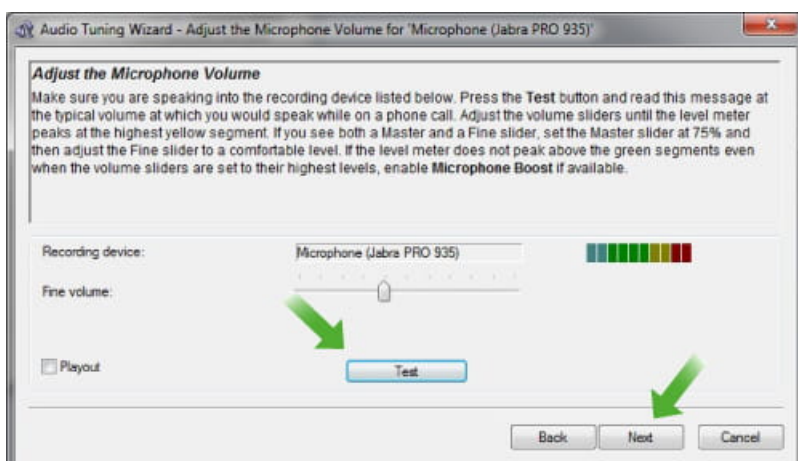 Audio Tuning Wizard - Adjust the Microphone Volume for 'Microphone (Jabra PRO 935)'
Adjust the Microphone Volume
Make sure you are speaking into the recording device listed below. Press the Test button and read this message at
the typical volume at which you would speak while on a phone call. Adjust the volume sliders until the level meter
peaks at the highest yellow segment. If you see both a Master and a Fine slider, set the Master slider at 75% and
then adjust the Fine slider to a comfortable level. If the level meter does not peak above the green segments even
when the volume sliders are set to their highest levels, enable Microphone Boost if available.
Recording device:
Microphone (Jabra PRO 935)
Fine volume:
Playout
Test
Back
Next
Cancel